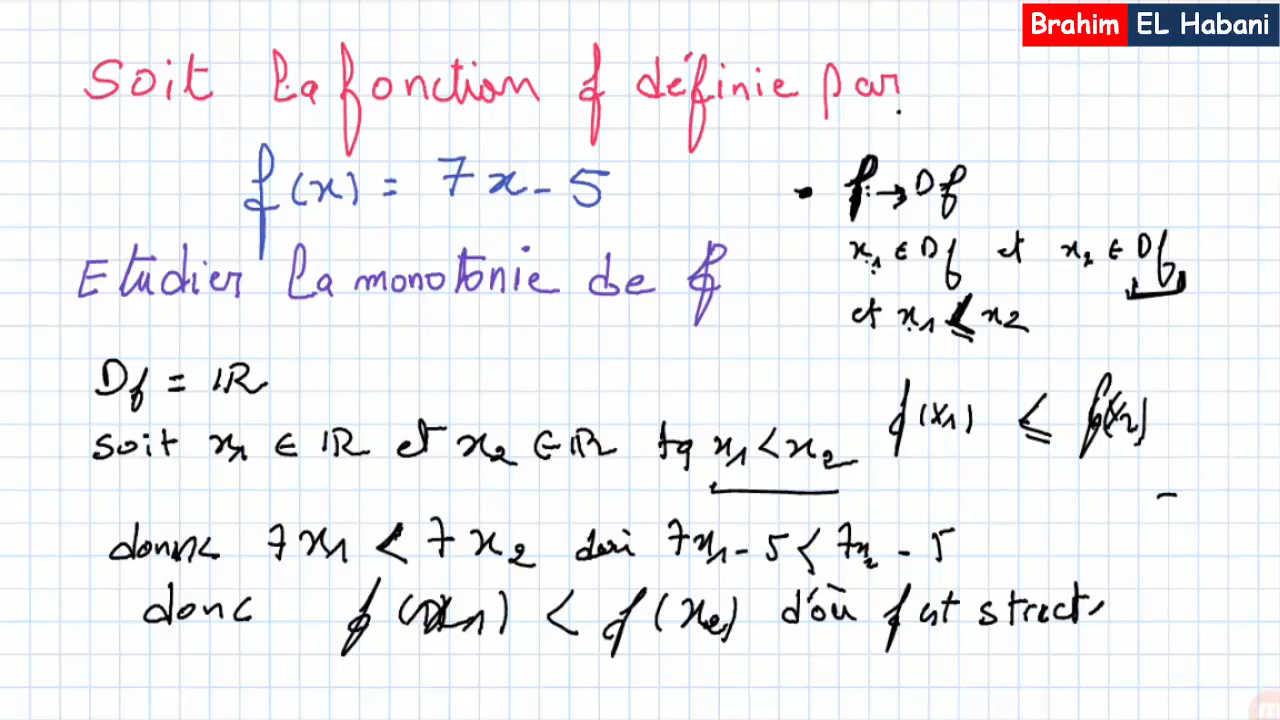 Brahim EL Habani
Soit la fonction f définie par
f(x) = 7x - 5
Etudier la monotonie de f
• f → Df
x₁ ∈ Df et x₂ ∈ Df
et x₁ ≤ x₂
f(x₁) ≤ f(x₂)
Df = IR
soit x₁ ∈ IR et x₂ ∈ IR tq x₁ < x₂
donc 7x₁ < 7x₂ 7x₁ - 5 < 7x₂ - 5
donc f(x₁) < f(x₂) d'où f est strict